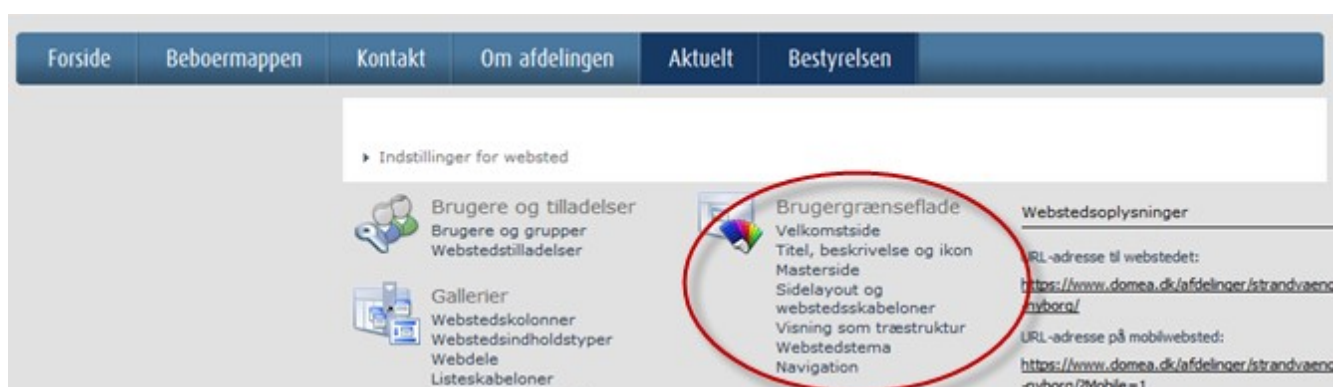 Forside Beboermappen Kontakt Om afdelingen Aktuelt Bestyrelsen
Indstillinger for websted
Brugere og tilladelser
Brugere og grupper
Webstedstilladelser
Gallerier
Webstedskolonner
Webstedsindholdstyper
Webdele
Listeskabeloner
Brugergrænseflade
Velkomstside
Titel, beskrivelse og ikon
Masterside
Sidelayout og
webstedsskabeloner
Visning som træstruktur
Webstedstema
Navigation
Webstedsoplysninger
URL-adresse til webstedet:
https://www.domea.dk/afdelinger/strandvaeng
-nyborg/
URL-adresse på mobilwebsted:
https://www.domea.dk/afdelinger/strandvaeng
-nyborg/?Mobile=1